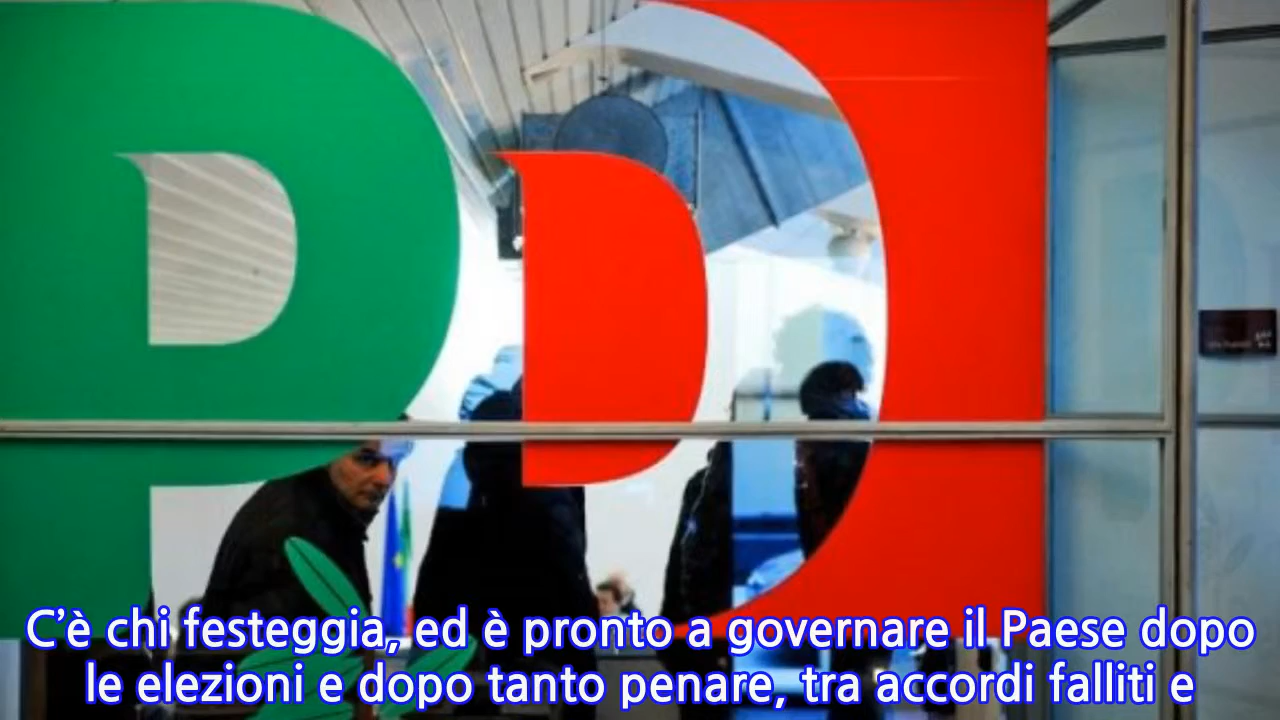 PD
C’è chi festeggia, ed è pronto a governare il Paese dopo
le elezioni e dopo tanto penare, tra accordi falliti e